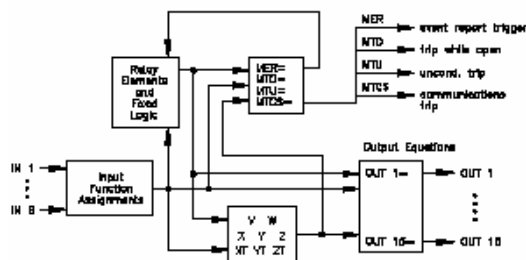 MER
event report trigger
MTO
trip while open
MTU
uncond. trip
MTCS
communications
trip
Relay
Elements
and
Fixed
Logic
MER=
MTO=
MTU=
MTCS=
IN 1
IN 8
Input
Function
Assignments
Output Equations
OUT 1=
OUT 1
OUT 16=
OUT 16
V W
X Y Z
XT YT ZT